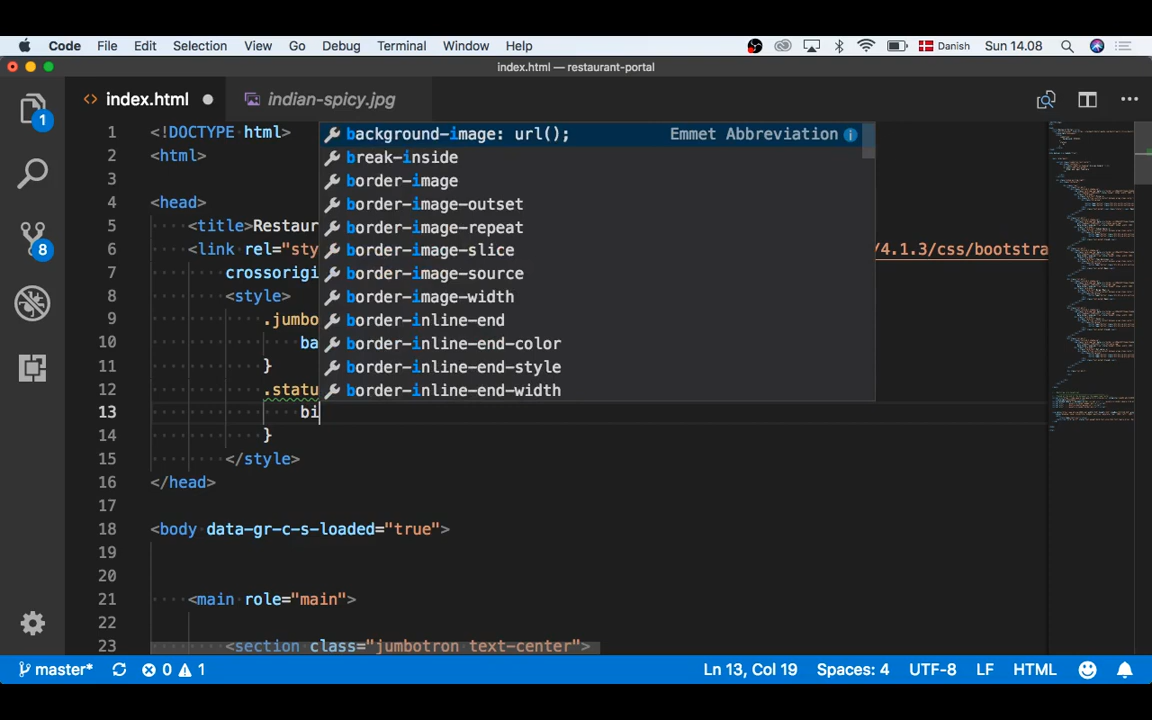 Code File Edit Selection View Go Debug Terminal Window Help Danish Sun 14.08
index.html — restaurant-portal
index.html indian-spicy.jpg
1 <!DOCTYPE html>
2 <html>
3
4 <head>
5 <title>Restaur
6 <link rel="sty /4.1.3/css/bootstra
7 crossorigi
8 <style>
9 .jumbo
10 ba
11 }
12 .statu
13 bi
14 }
15 </style>
16 </head>
17
18 <body data-gr-c-s-loaded="true">
19
20
21 <main role="main">
22
23 <section class="jumbotron text-center">
background-image: url(); Emmet Abbreviation
break-inside
border-image
border-image-outset
border-image-repeat
border-image-slice
border-image-source
border-image-width
border-inline-end
border-inline-end-color
border-inline-end-style
border-inline-end-width
1
8
master* 0 1 Ln 13, Col 19 Spaces: 4 UTF-8 LF HTML